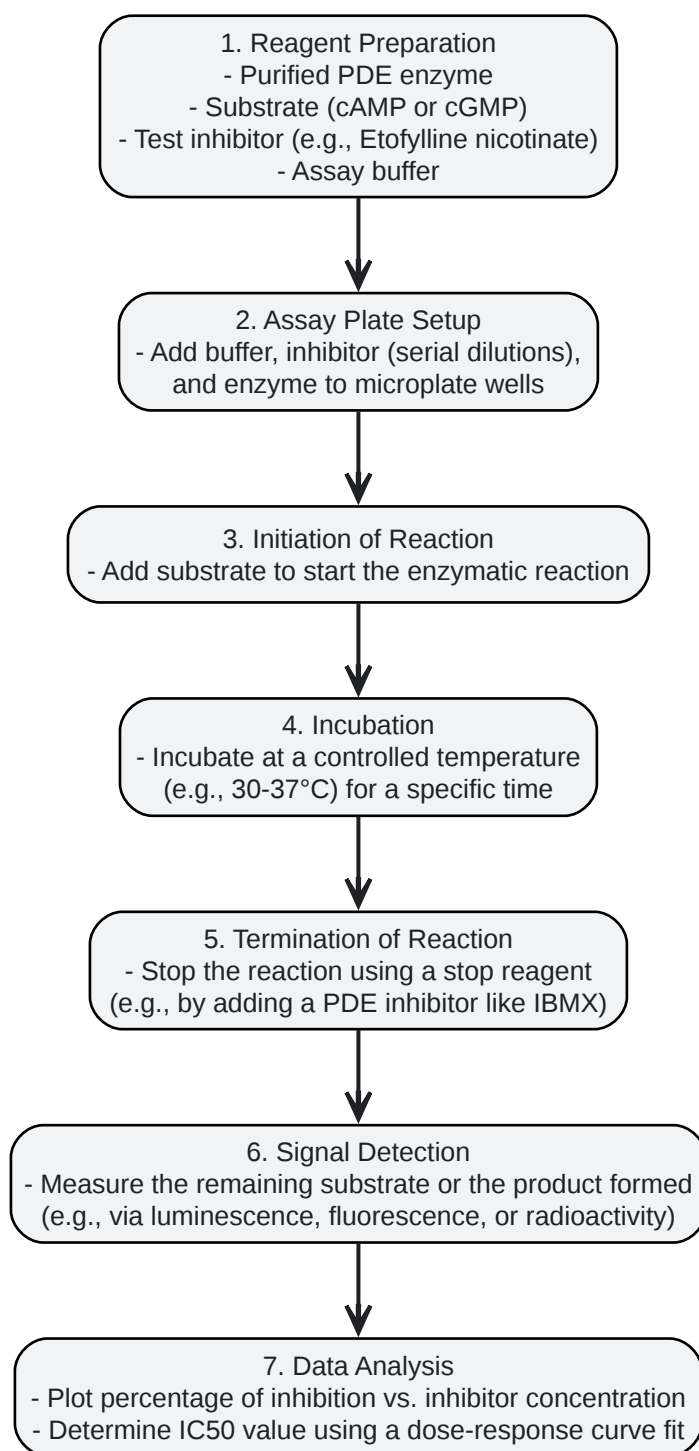 1. Reagent Preparation
- Purified PDE enzyme
- Substrate (cAMP or cGMP)
- Test inhibitor (e.g., Etofylline nicotinate)
- Assay buffer
2. Assay Plate Setup
- Add buffer, inhibitor (serial dilutions),
and enzyme to microplate wells
3. Initiation of Reaction
- Add substrate to start the enzymatic reaction
4. Incubation
- Incubate at a controlled temperature
(e.g., 30-37°C) for a specific time
5. Termination of Reaction
- Stop the reaction using a stop reagent
(e.g., by adding a PDE inhibitor like IBMX)
6. Signal Detection
- Measure the remaining substrate or the product formed
(e.g., via luminescence, fluorescence, or radioactivity)
7. Data Analysis
- Plot percentage of inhibition vs. inhibitor concentration
- Determine IC50 value using a dose-response curve fit